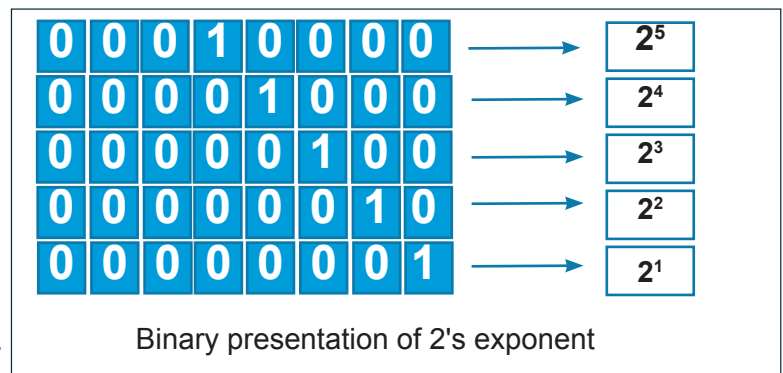 0 0 0 1 0 0 0 0 2⁵
0 0 0 0 1 0 0 0 2⁴
0 0 0 0 0 1 0 0 2³
0 0 0 0 0 0 1 0 2²
0 0 0 0 0 0 0 1 2¹
Binary presentation of 2's exponent